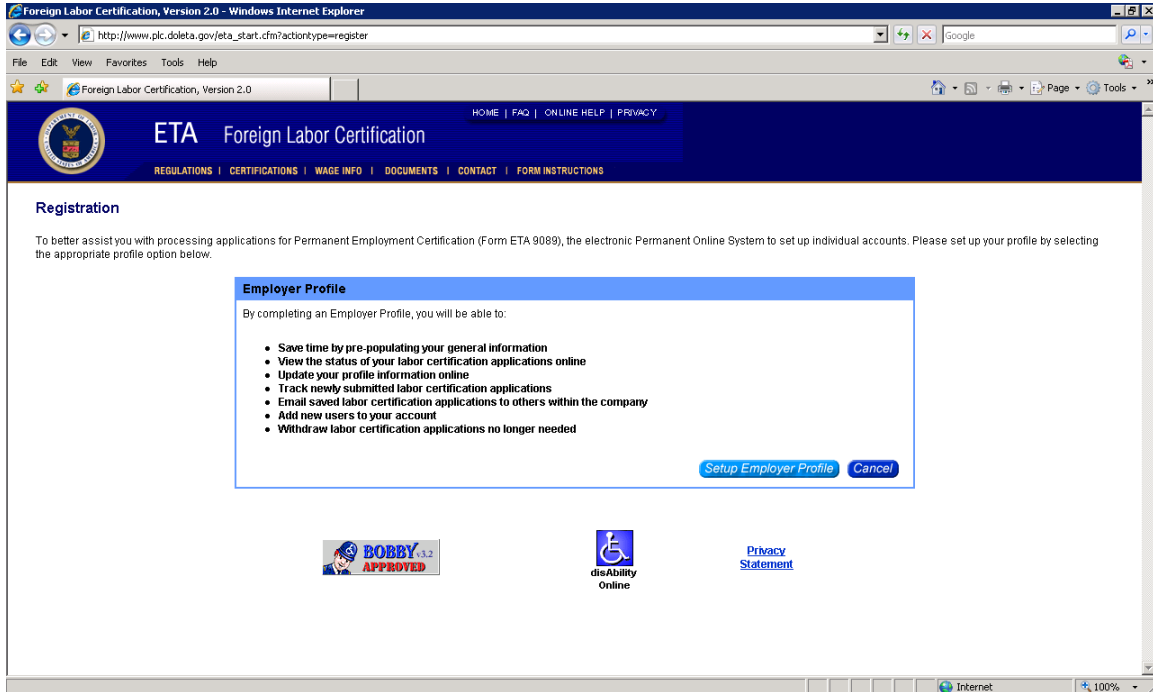 Foreign Labor Certification, Version 2.0 - Windows Internet Explorer
http://www.plc.doleta.gov/eta_start.cfm?actiontype=register
Google
File Edit View Favorites Tools Help
Foreign Labor Certification, Version 2.0
Page Tools
HOME | FAQ | ONLINE HELP | PRIVACY
ETA Foreign Labor Certification
REGULATIONS | CERTIFICATIONS | WAGE INFO | DOCUMENTS | CONTACT | FORM INSTRUCTIONS
Registration
To better assist you with processing applications for Permanent Employment Certification (Form ETA 9089), the electronic Permanent Online System to set up individual accounts. Please set up your profile by selecting
the appropriate profile option below.
Employer Profile
By completing an Employer Profile, you will be able to:
• Save time by pre-populating your general information
• View the status of your labor certification applications online
• Update your profile information online
• Track newly submitted labor certification applications
• Email saved labor certification applications to others within the company
• Add new users to your account
• Withdraw labor certification applications no longer needed
Setup Employer Profile Cancel
BOBBY v3.2
APPROVED
disAbility
Online
Privacy
Statement
Internet 100%